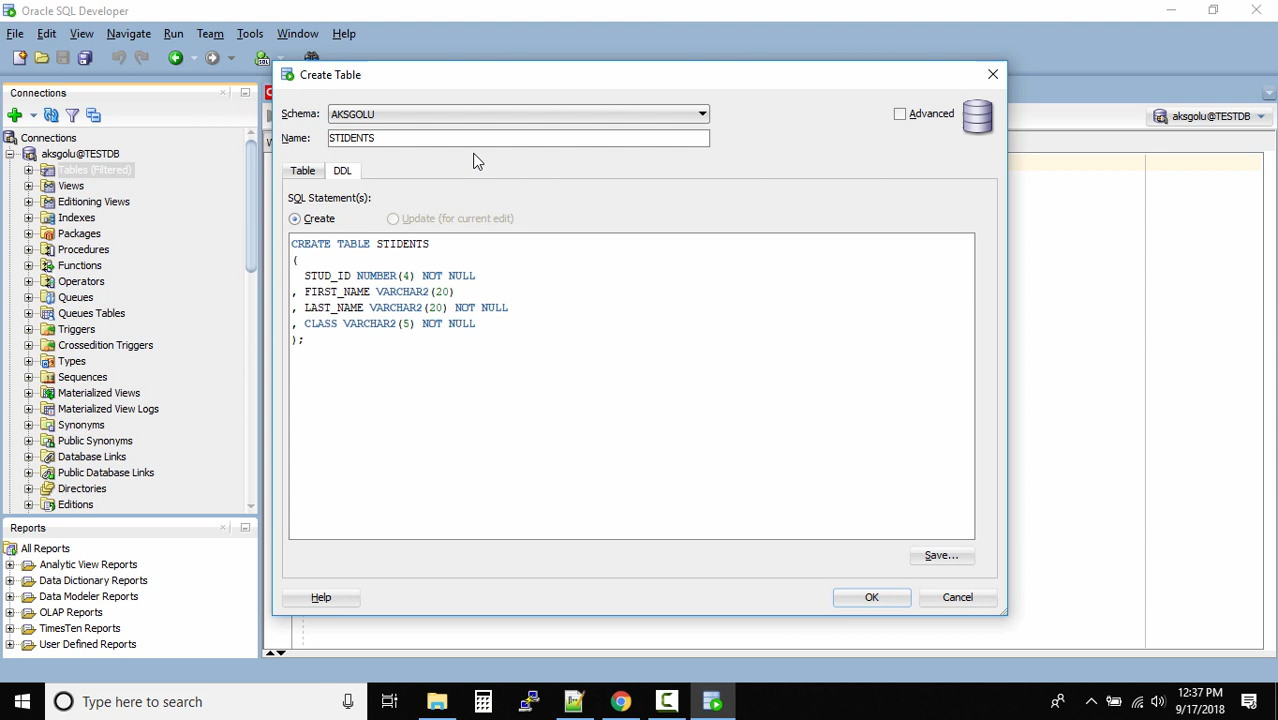 Oracle SQL Developer
File Edit View Navigate Run Team Tools Window Help
Connections
Connections
aksgolu@TESTDB
Tables (Filtered)
Views
Editioning Views
Indexes
Packages
Procedures
Functions
Operators
Queues
Queues Tables
Triggers
Crossedition Triggers
Types
Sequences
Materialized Views
Materialized View Logs
Synonyms
Public Synonyms
Database Links
Public Database Links
Directories
Editions
Reports
All Reports
Analytic View Reports
Data Dictionary Reports
Data Modeler Reports
OLAP Reports
TimesTen Reports
User Defined Reports
Create Table
Schema: AKSGOLU
Advanced
Name: STIDENTS
Table DDL
SQL Statement(s):
Create Update (for current edit)
CREATE TABLE STIDENTS
(
STUD_ID NUMBER(4) NOT NULL
, FIRST_NAME VARCHAR2(20)
, LAST_NAME VARCHAR2(20) NOT NULL
, CLASS VARCHAR2(5) NOT NULL
);
Save...
Help OK Cancel
aksgolu@TESTDB
Type here to search
12:37 PM
9/17/2018